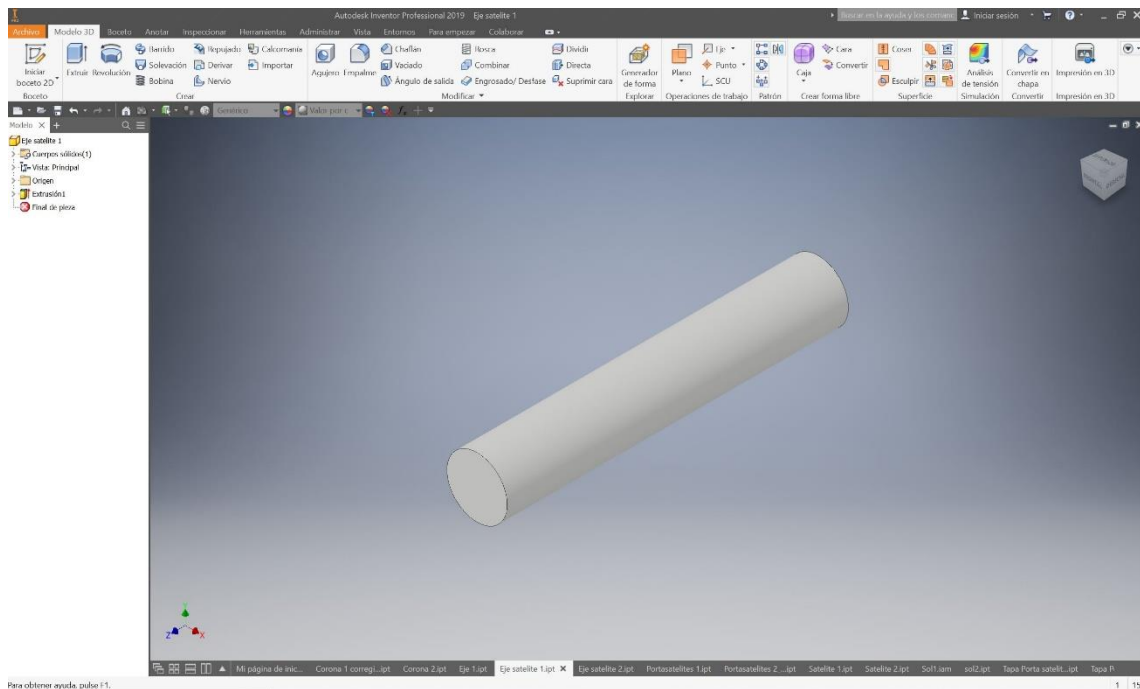 Autodesk Inventor Professional 2019 Eje satelite 1
Iniciar sesión
Archivo Modelo 3D Boceto Anotar Inspeccionar Herramientas Administrar Vista Entornos Para empezar Colaborar
Iniciar boceto 2D
Extruir Revolución
Barrido Repujado Calcomanía
Solevación Derivar Importar
Bobina Nervio
Agujero Empalme
Chaflán Rosca Dividir
Vaciado Combinar Directa
Ángulo de salida Engrosado/ Desfase Suprimir cara
Generador de forma
Plano
Eje
Punto
SCU
Caja
Cara
Convertir
Coser
Esculpir
Análisis de tensión
Convertir en chapa
Impresión en 3D
Boceto Crear Modificar Explorar Operaciones de trabajo Patrón Crear forma libre Superficie Simulación Convertir Impresión en 3D
Genérico Valor por c
Modelo
Eje satelite 1
Cuerpos sólidos(1)
Vista: Principal
Origen
Extrusión1
Final de pieza
Y
Z X
Mi página de inic... Corona 1 corregi...ipt Corona 2.ipt Eje 1.ipt Eje satelite 1.ipt Eje satelite 2.ipt Portasatelites 1.ipt Portasatelites 2_...ipt Satelite 1.ipt Satelite 2.ipt Sol1.iam sol2.ipt Tapa Porta satelit...ipt Tapa P
Para obtener ayuda, pulse F1.
1 15